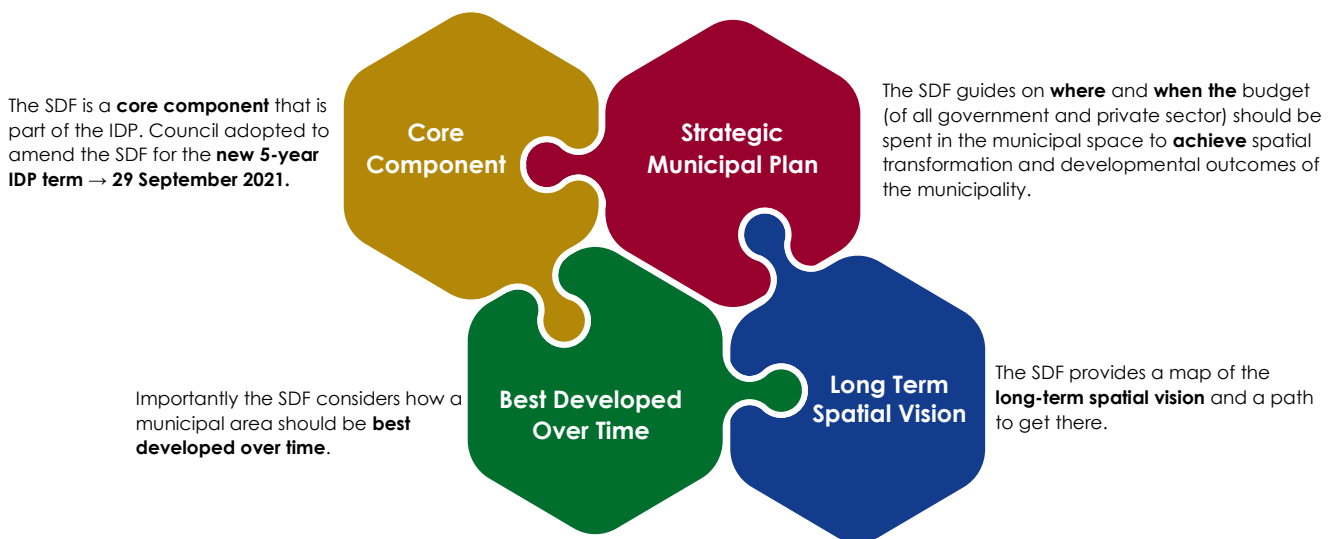 The SDF is a core component that is
part of the IDP. Council adopted to
amend the SDF for the new 5-year
IDP term → 29 September 2021.
Core
Component
Strategic
Municipal Plan
The SDF guides on where and when the budget
(of all government and private sector) should be
spent in the municipal space to achieve spatial
transformation and developmental outcomes of
the municipality.
Importantly the SDF considers how a
municipal area should be best
developed over time.
Best Developed
Over Time
Long Term
Spatial Vision
The SDF provides a map of the
long-term spatial vision and a path
to get there.